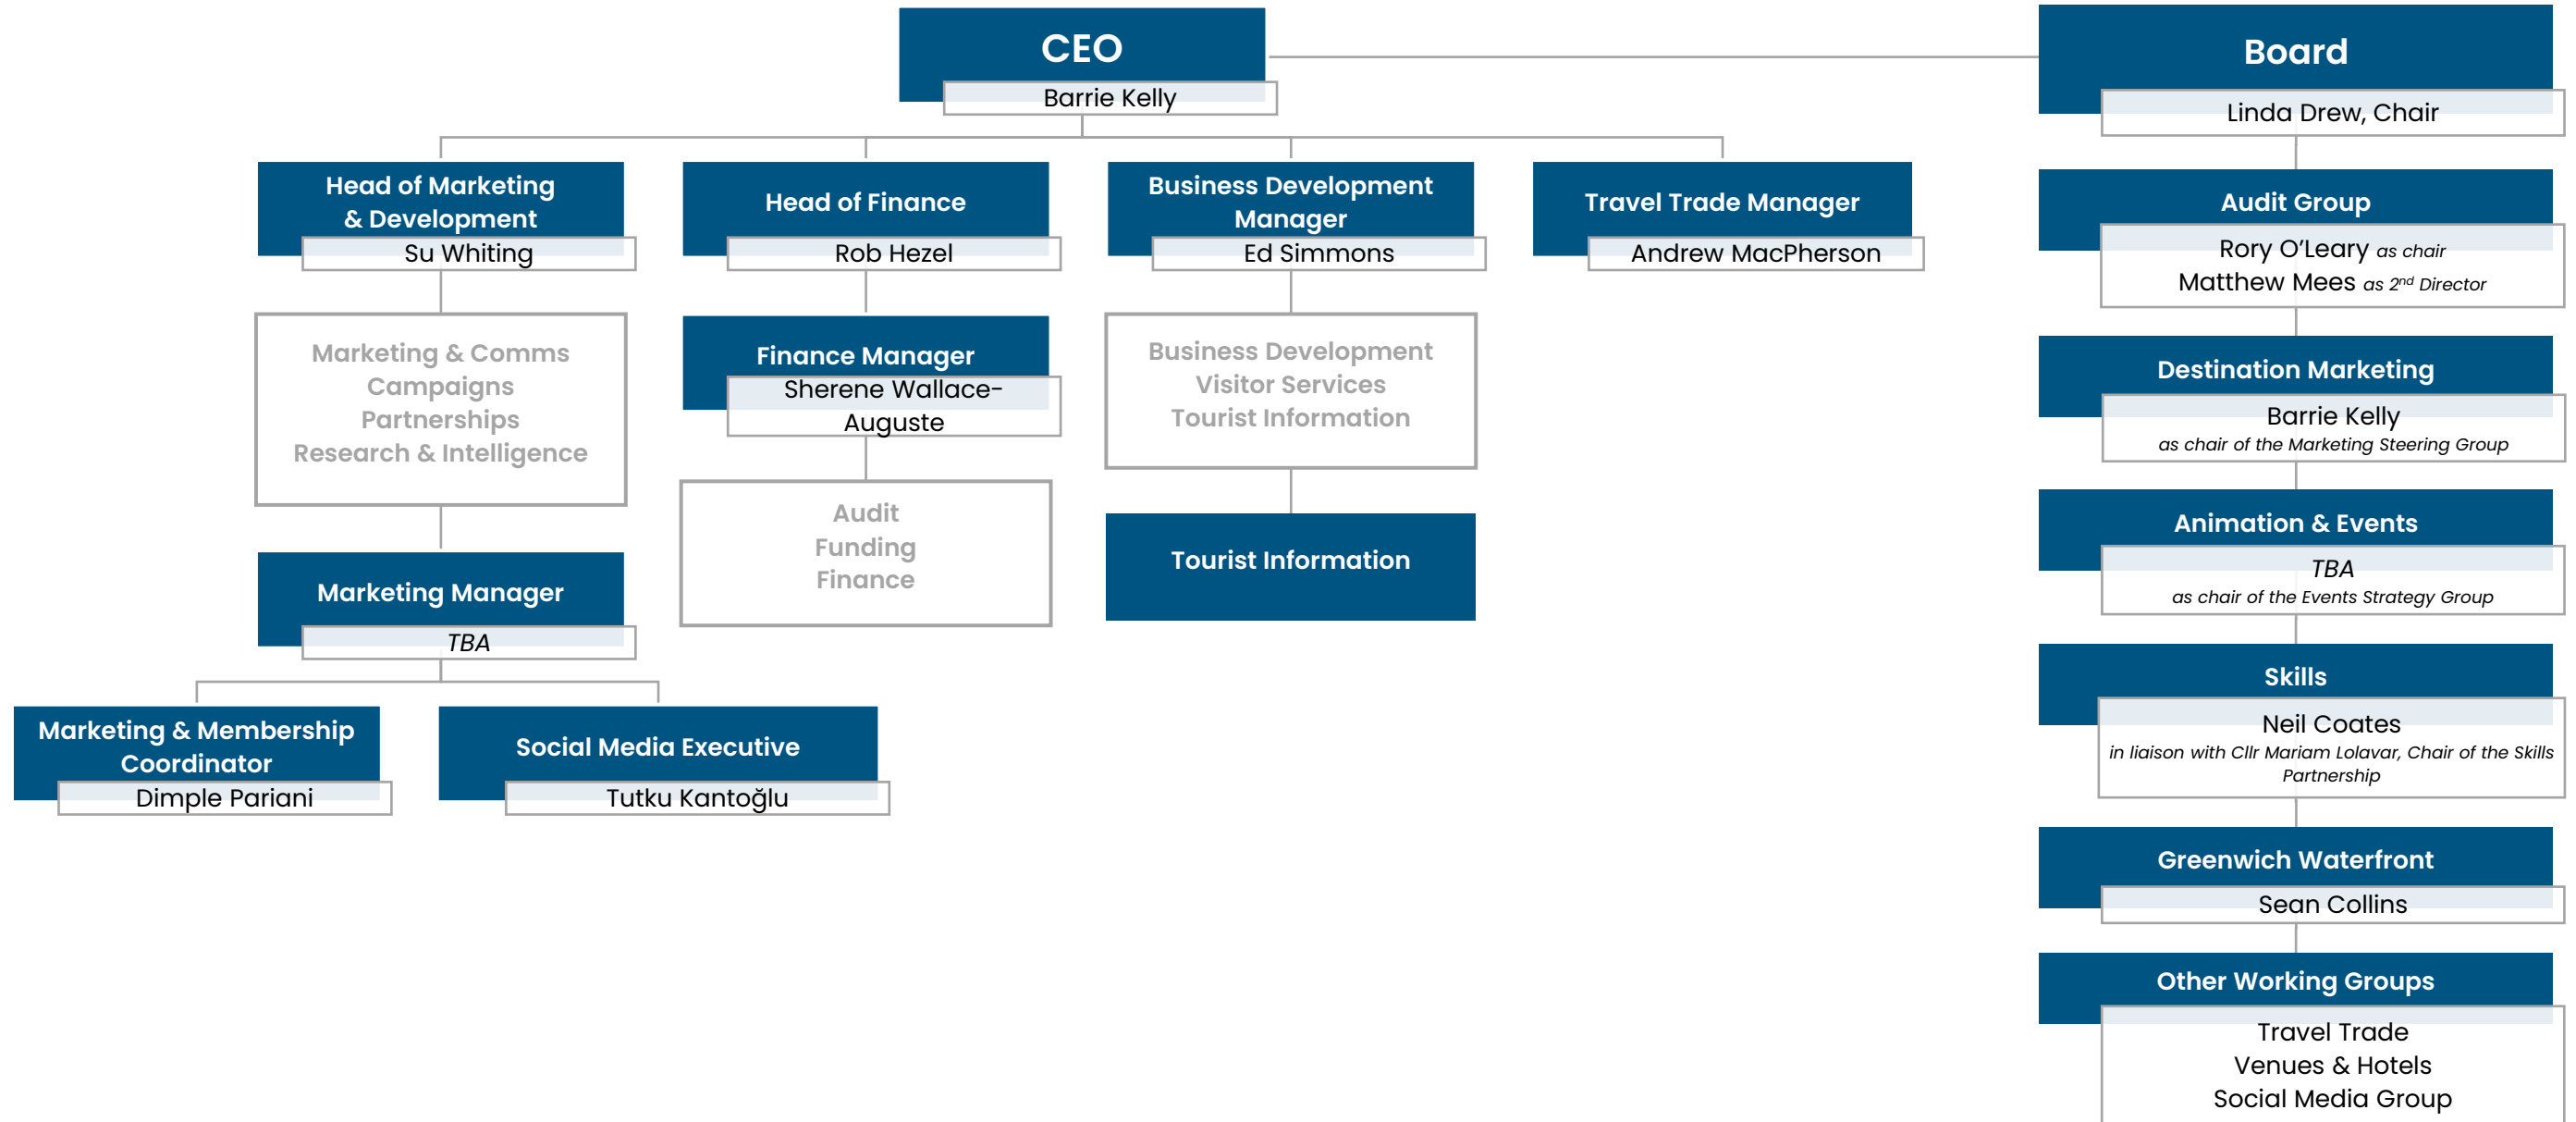 CEO
Barrie Kelly
Board
Linda Drew, Chair
Head of Marketing
& Development
Su Whiting
Head of Finance
Rob Hezel
Business Development
Manager
Ed Simmons
Travel Trade Manager
Andrew MacPherson
Audit Group
Rory O’Leary as chair
Matthew Mees as 2nd Director
Marketing & Comms
Campaigns
Partnerships
Research & Intelligence
Finance Manager
Sherene Wallace-
Auguste
Business Development
Visitor Services
Tourist Information
Destination Marketing
Barrie Kelly
as chair of the Marketing Steering Group
Audit
Funding
Finance
Tourist Information
Animation & Events
TBA
as chair of the Events Strategy Group
Marketing Manager
TBA
Skills
Neil Coates
in liaison with Cllr Mariam Lolavar, Chair of the Skills
Partnership
Marketing & Membership
Coordinator
Dimple Pariani
Social Media Executive
Tutku Kantoğlu
Greenwich Waterfront
Sean Collins
Other Working Groups
Travel Trade
Venues & Hotels
Social Media Group